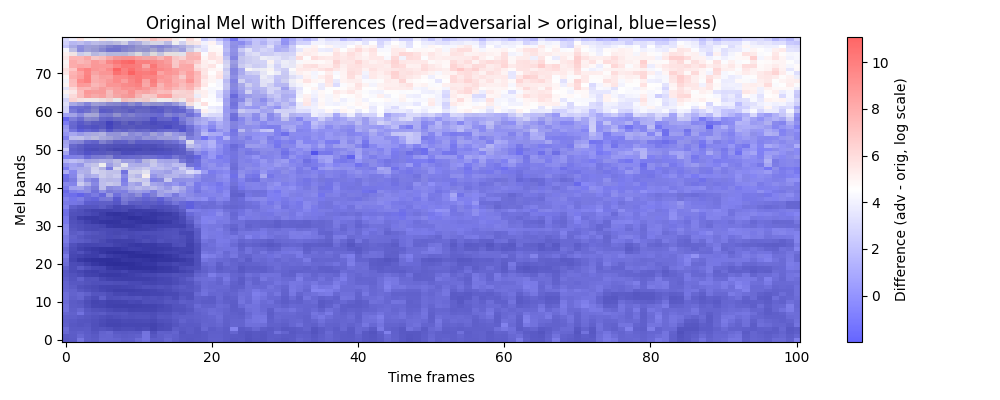 Original Mel with Differences (red=adversarial > original, blue=less)
Mel bands
70
60
50
40
30
20
10
0
0 20 40 60 80 100
Time frames
10
8
6
4
2
0
Difference (adv - orig, log scale)